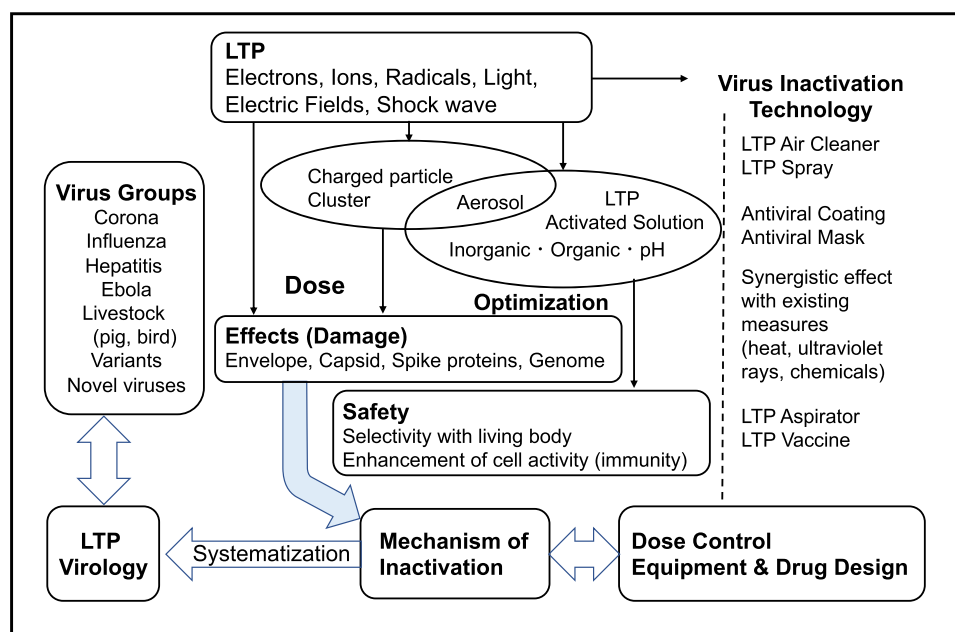 LTP
Electrons, Ions, Radicals, Light,
Electric Fields, Shock wave
Virus Inactivation
Technology
LTP Air Cleaner
LTP Spray
Antiviral Coating
Antiviral Mask
Synergistic effect
with existing
measures
(heat, ultraviolet
rays, chemicals)
LTP Aspirator
LTP Vaccine
Charged particle
Cluster
Aerosol
LTP
Activated Solution
Inorganic・Organic・pH
Virus Groups
Corona
Influenza
Hepatitis
Ebola
Livestock
(pig, bird)
Variants
Novel viruses
Dose
Optimization
Effects (Damage)
Envelope, Capsid, Spike proteins, Genome
Safety
Selectivity with living body
Enhancement of cell activity (immunity)
LTP
Virology
Systematization
Mechanism of
Inactivation
Dose Control
Equipment & Drug Design